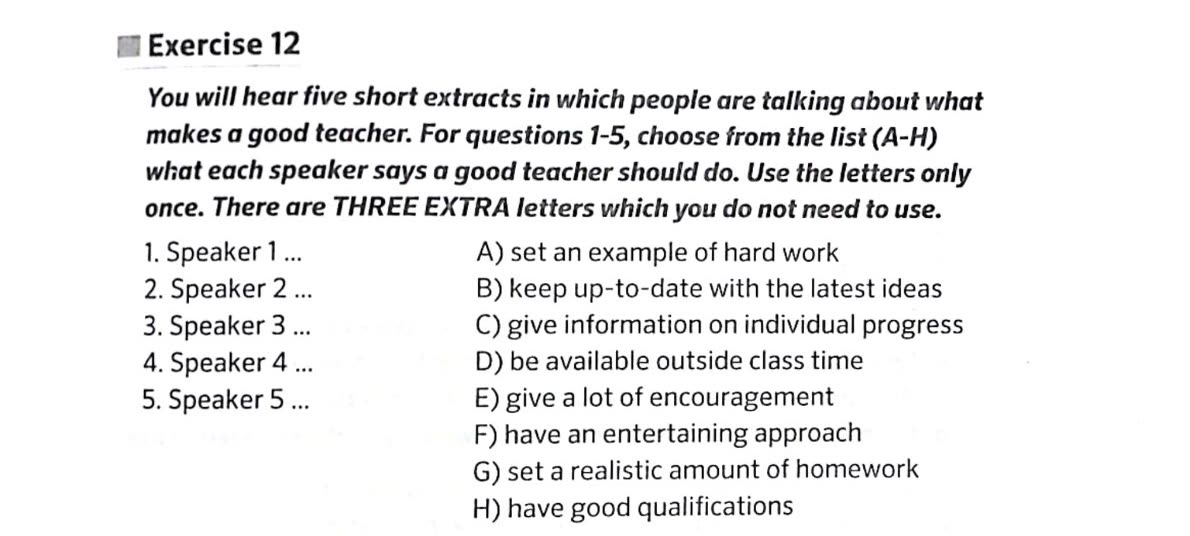 Exercise 12
You will hear five short extracts in which people are talking about what
makes a good teacher. For questions 1-5, choose from the list (A-H)
what each speaker says a good teacher should do. Use the letters only
once. There are THREE EXTRA letters which you do not need to use.
1. Speaker 1 ...
2. Speaker 2 ...
3. Speaker 3 ...
4. Speaker 4 ...
5. Speaker 5 ...
A) set an example of hard work
B) keep up-to-date with the latest ideas
C) give information on individual progress
D) be available outside class time
E) give a lot of encouragement
F) have an entertaining approach
G) set a realistic amount of homework
H) have good qualifications